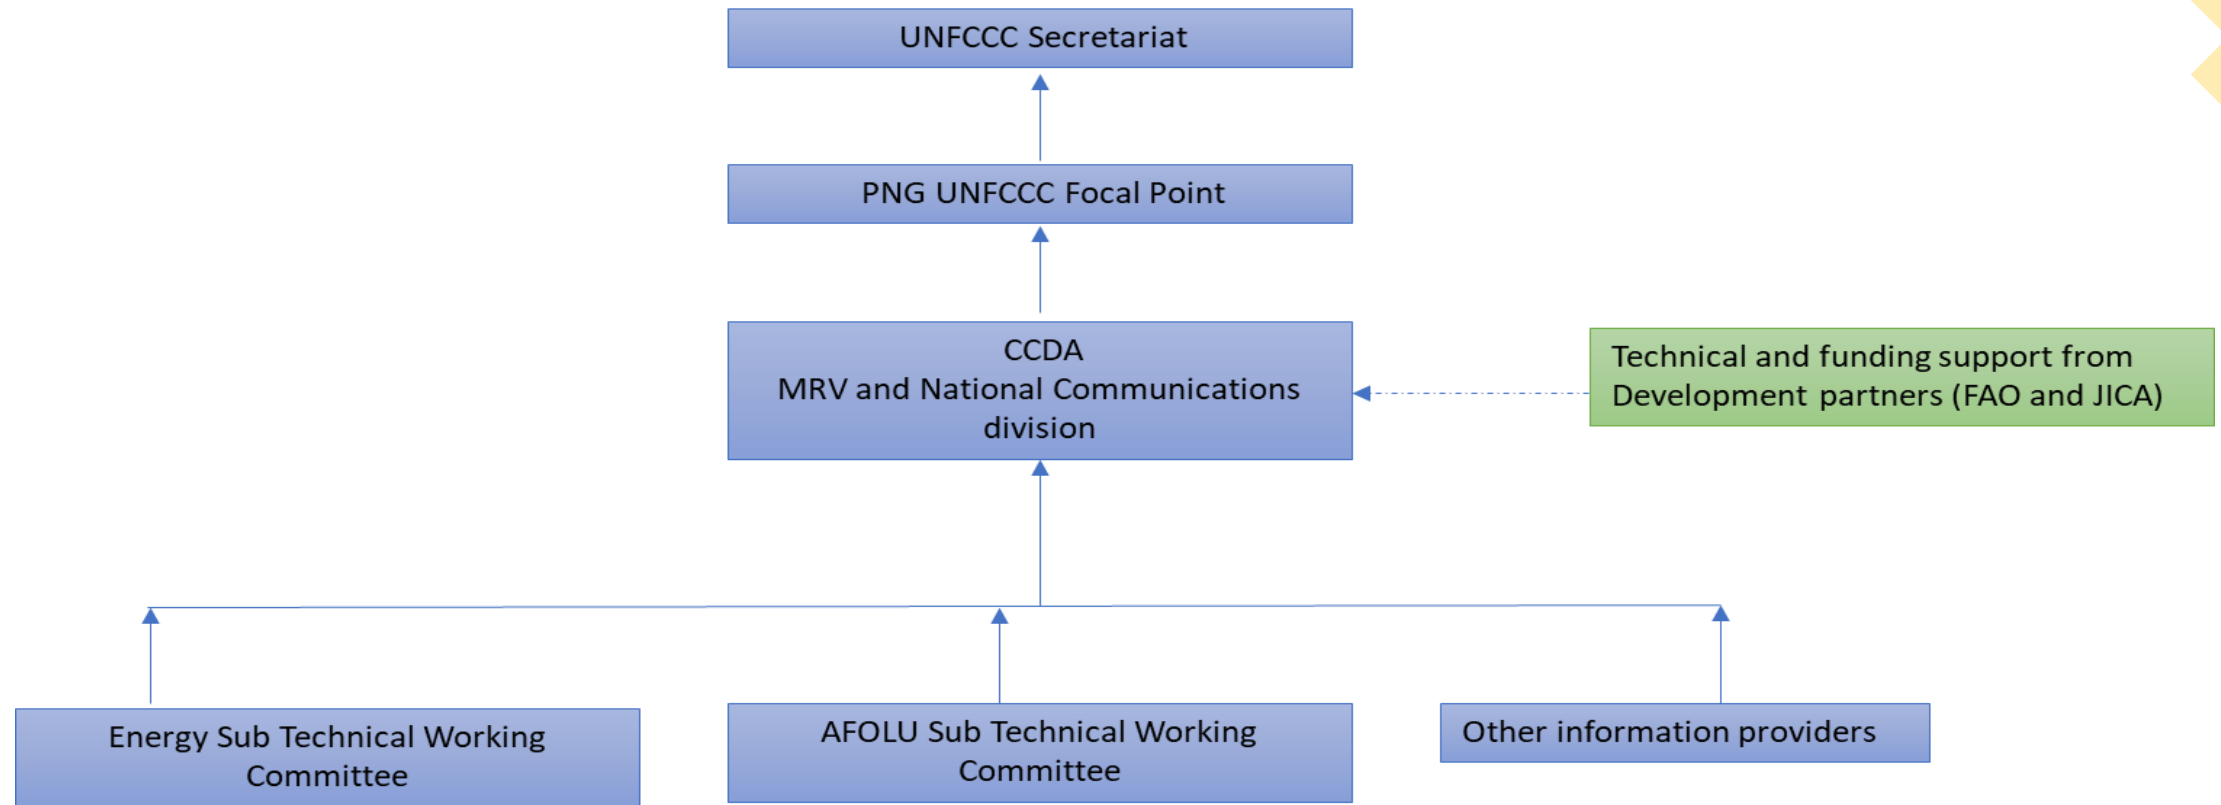 UNFCCC Secretariat
PNG UNFCCC Focal Point
CCDA
MRV and National Communications
division
Technical and funding support from
Development partners (FAO and JICA)
Energy Sub Technical Working
Committee
AFOLU Sub Technical Working
Committee
Other information providers